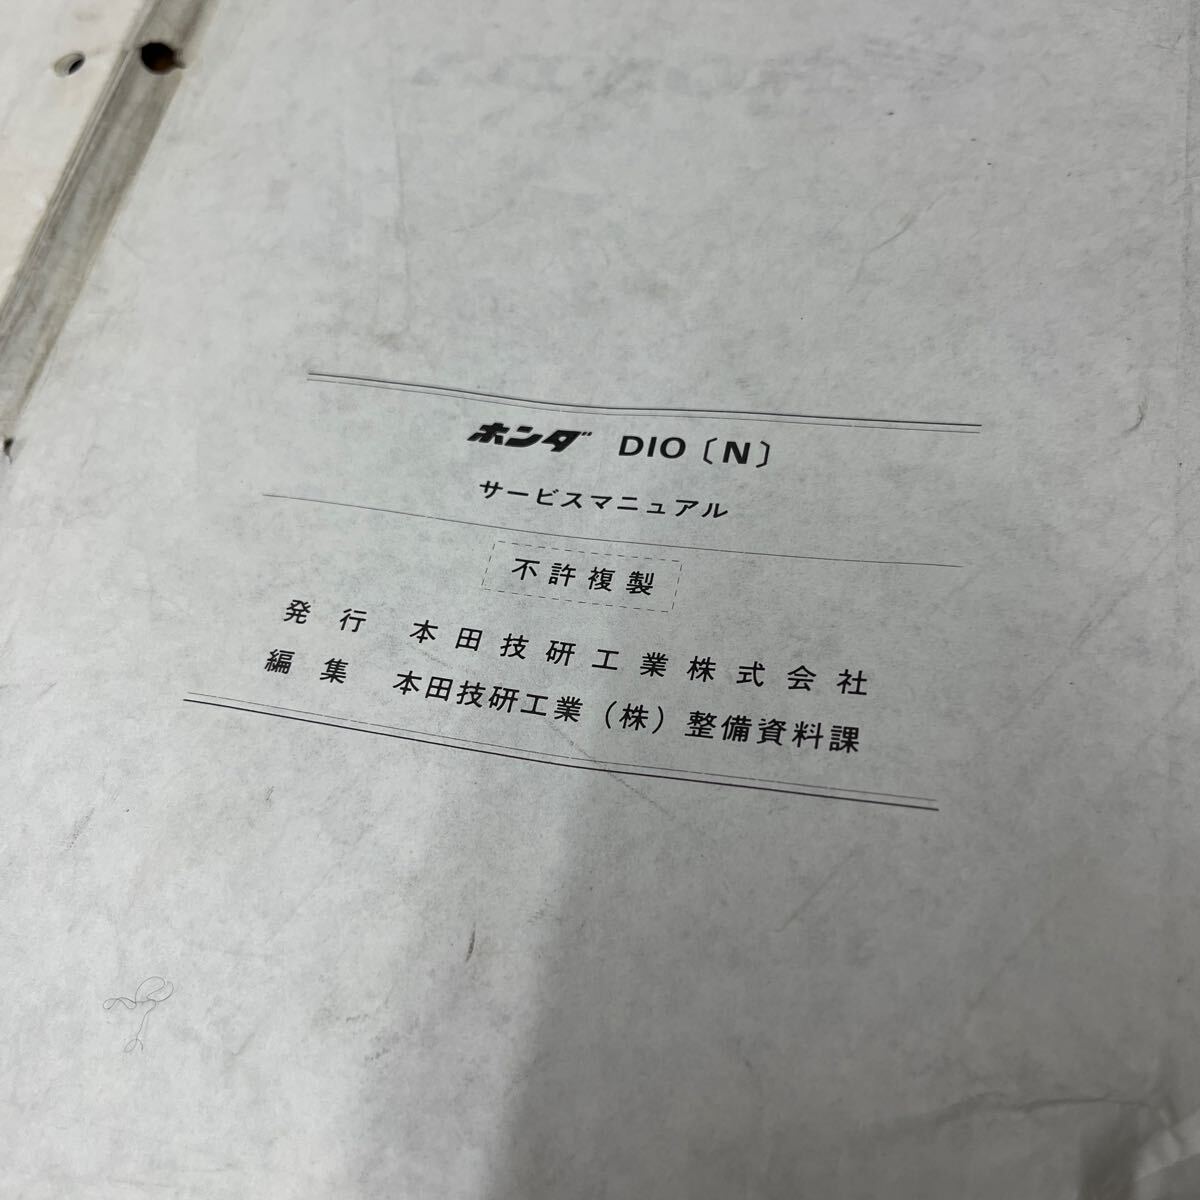 ホンダ DIO〔N〕
サービスマニュアル
不許複製
発行 本田技研工業株式会社
編集 本田技研工業（株）整備資料課